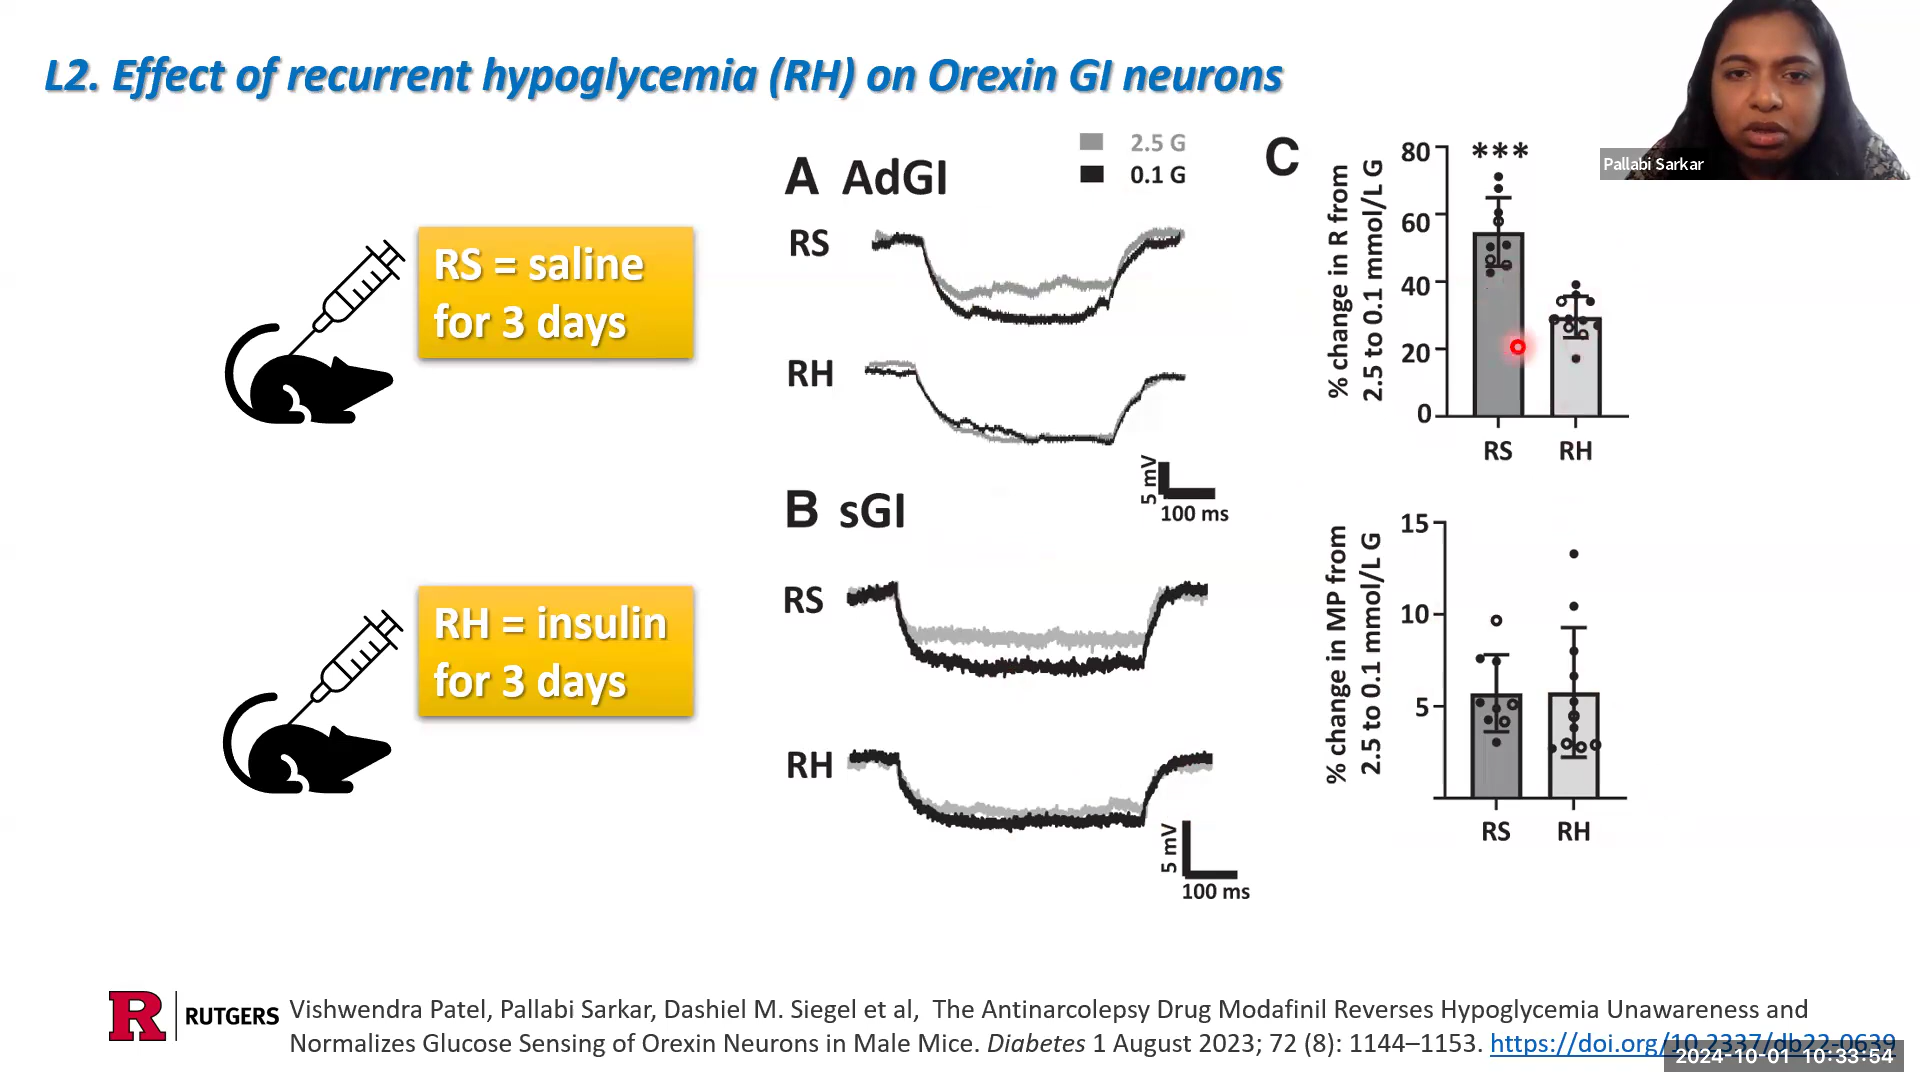 L2. Effect of recurrent hypoglycemia (RH) on Orexin GI neurons
Pallabi Sarkar
RS = saline
for 3 days
RH = insulin
for 3 days
2.5 G
0.1 G
A AdGI
RS
RH
5 mV
100 ms
B sGI
RS
RH
5 mV
100 ms
C
% change in R from
2.5 to 0.1 mmol/L G
80
60
40
20
0
***
RS RH
% change in MP from
2.5 to 0.1 mmol/L G
15
10
5
RS RH
R RUTGERS
Vishwendra Patel, Pallabi Sarkar, Dashiel M. Siegel et al, The Antinarcolepsy Drug Modafinil Reverses Hypoglycemia Unawareness and
Normalizes Glucose Sensing of Orexin Neurons in Male Mice. Diabetes 1 August 2023; 72 (8): 1144–1153. https://doi.org/10.2337/db22-0639
2024-10-01 10:33:54